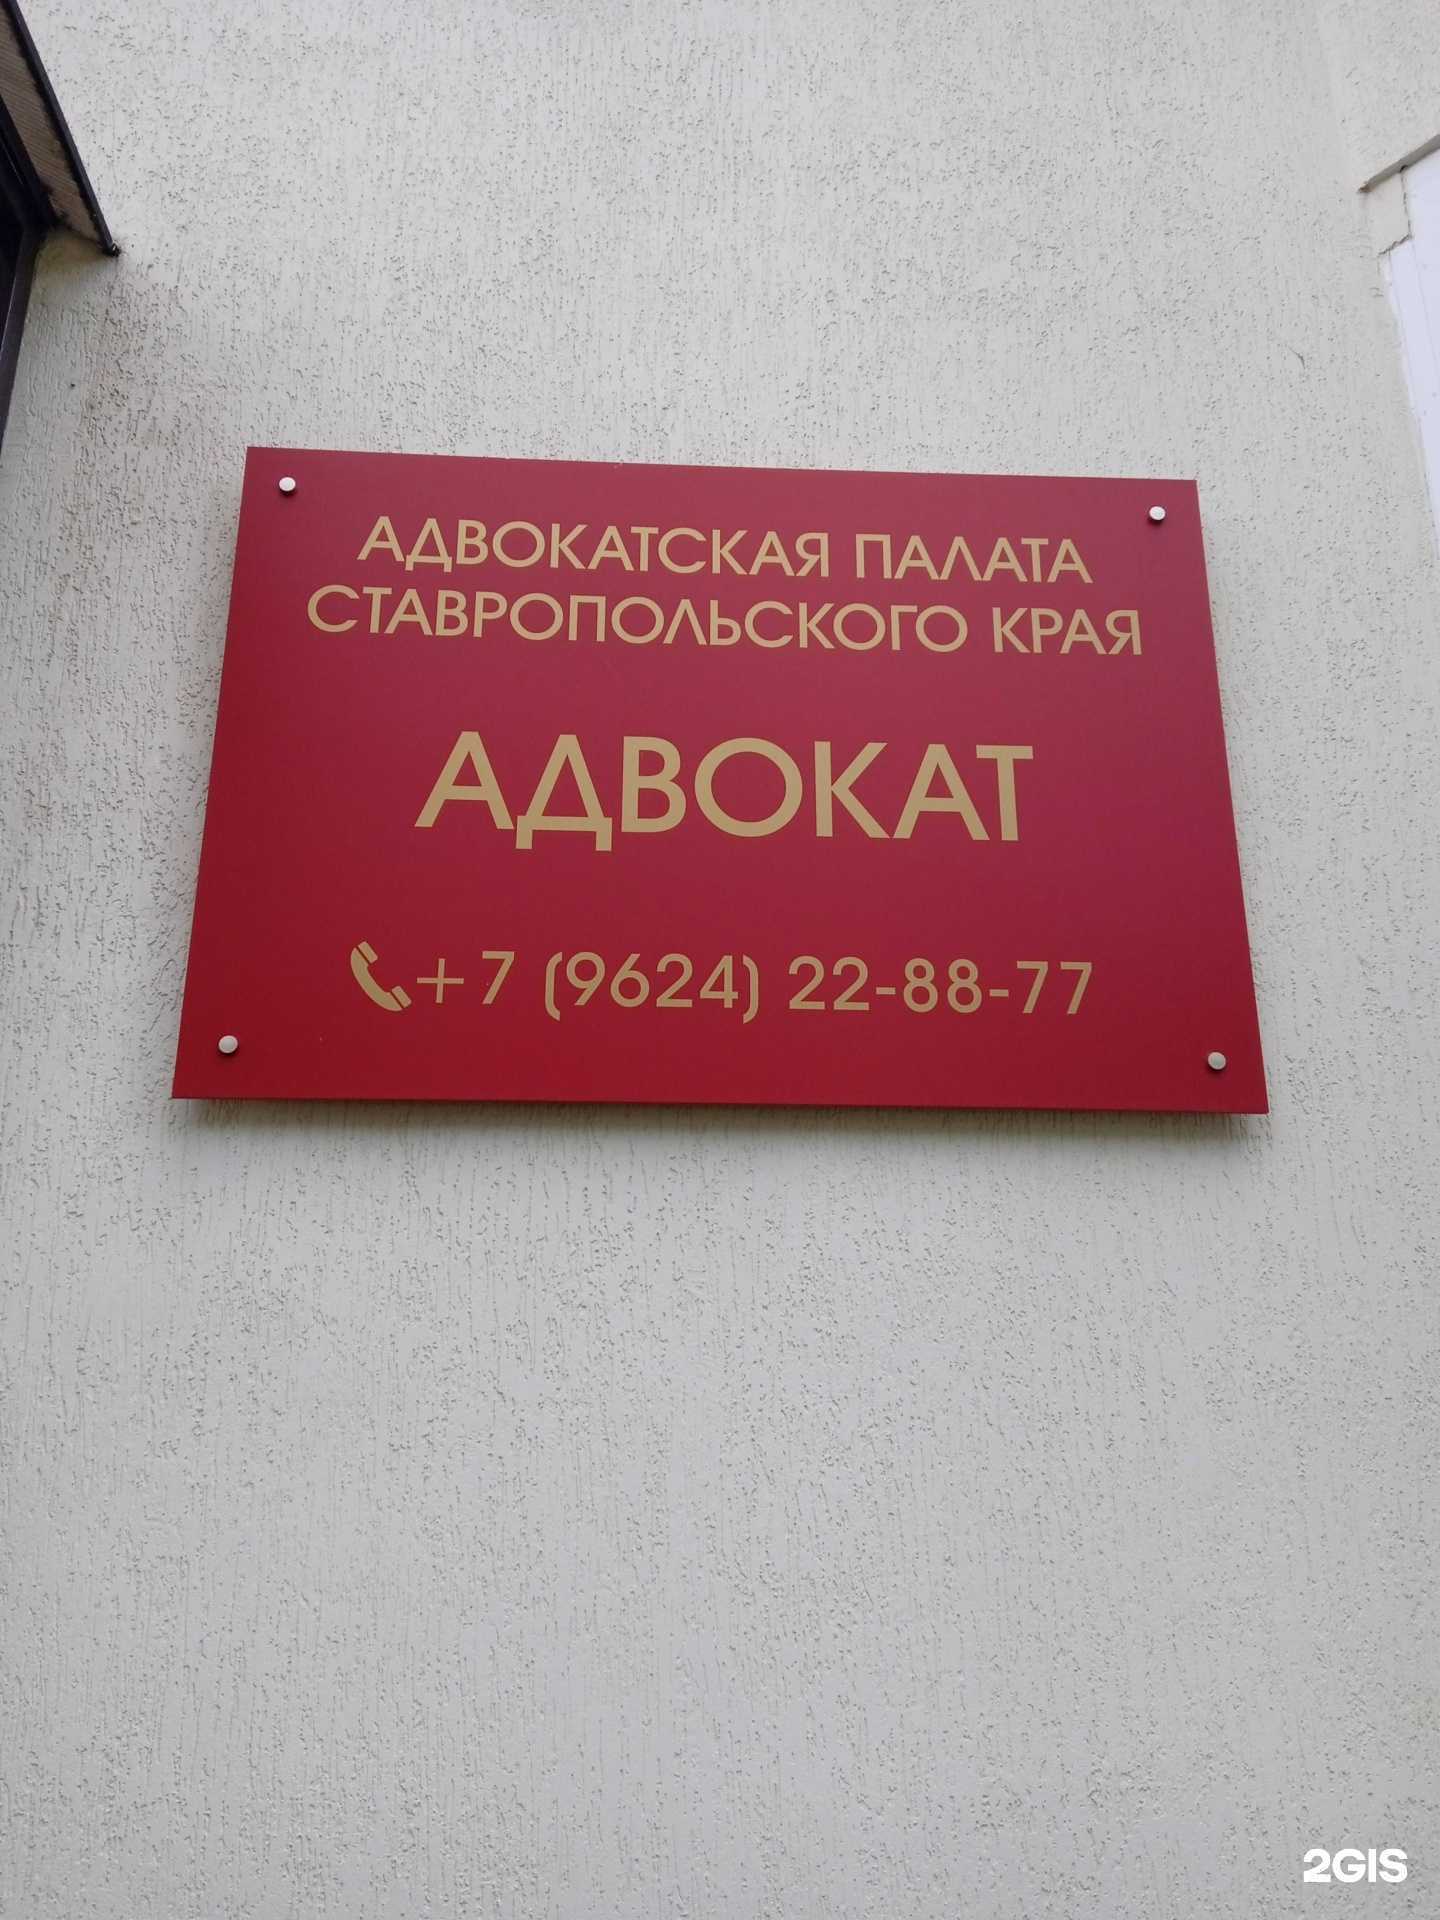 АДВОКАТСКАЯ ПАЛАТА
СТАВРОПОЛЬСКОГО КРАЯ
АДВОКАТ
+7 (9624) 22-88-77
2GIS